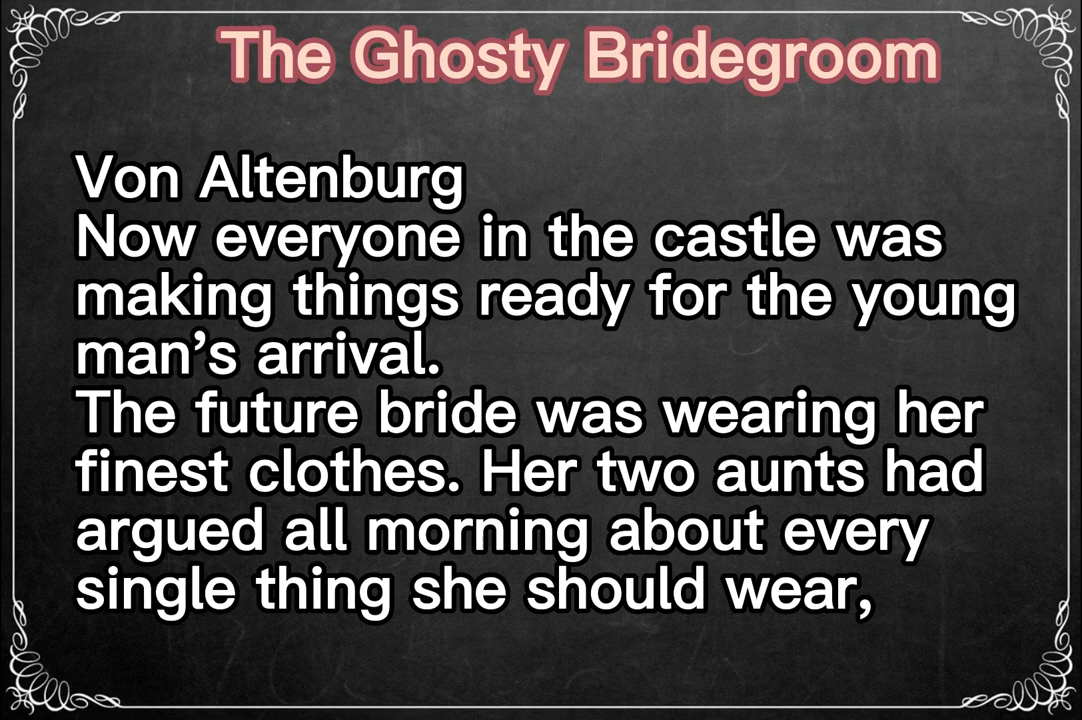 The Ghosty Bridegroom
Von Altenburg
Now everyone in the castle was
making things ready for the young
man’s arrival.
The future bride was wearing her
finest clothes. Her two aunts had
argued all morning about every
single thing she should wear,